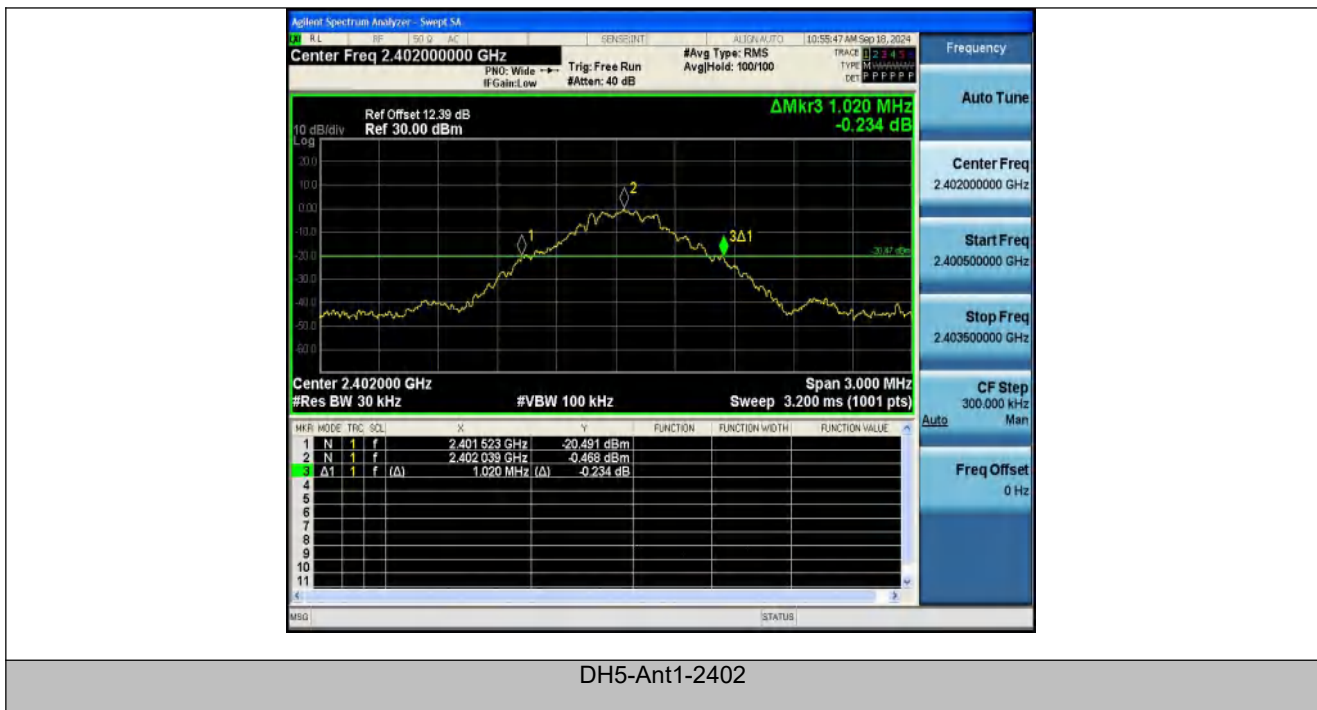 Agilent Spectrum Analyzer - Swept SA
RL RF 50 Ω AC SENSE:INT ALIGN AUTO 10:55:47 AM Sep 18, 2024
Center Freq 2.402000000 GHz
PNO: Wide
IFGain:Low
Trig: Free Run
#Atten: 40 dB
#Avg Type: RMS
Avg|Hold: 100/100
TRACE 1 2 3 4 5 6
TYPE M
DET P P P P P P
Frequency
Auto Tune
Center Freq
2.402000000 GHz
Start Freq
2.400500000 GHz
Stop Freq
2.403500000 GHz
CF Step
300.000 kHz
Auto Man
Freq Offset
0 Hz
ΔMkr3 1.020 MHz
-0.234 dB
Ref Offset 12.39 dB
10 dB/div Ref 30.00 dBm
Log
20.0
10.0
0.00
-10.0
-20.0
-30.0
-40.0
-50.0
-60.0
1
2
3Δ1
-20.47 dBm
Center 2.402000 GHz Span 3.000 MHz
#Res BW 30 kHz #VBW 100 kHz Sweep 3.200 ms (1001 pts)
MKR MODE TRC SCL X Y FUNCTION FUNCTION WIDTH FUNCTION VALUE
1 N 1 f 2.401 523 GHz -20.491 dBm
2 N 1 f 2.402 039 GHz -0.468 dBm
3 Δ1 1 f (Δ) 1.020 MHz (Δ) -0.234 dB
4
5
6
7
8
9
10
11
MSG STATUS
DH5-Ant1-2402